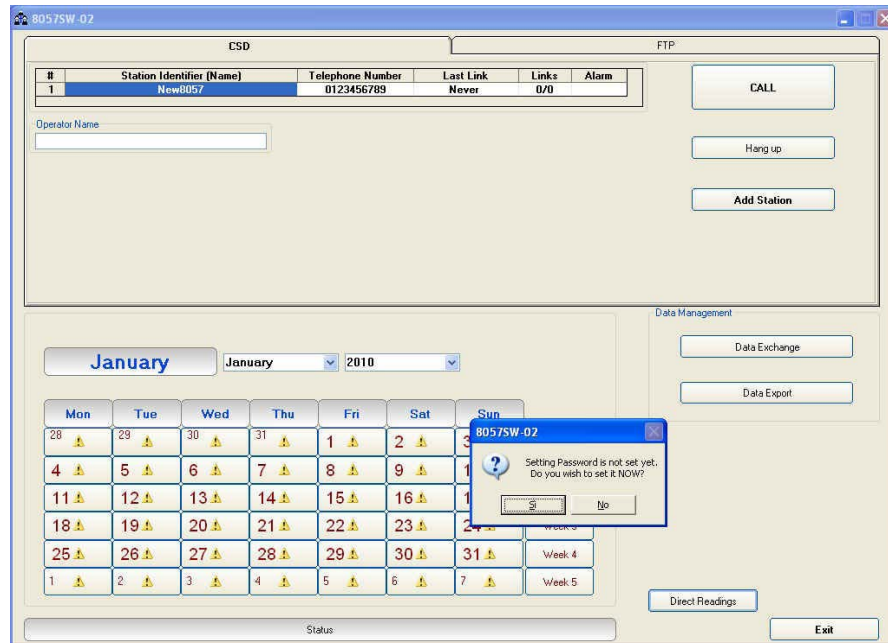 8057SW-02
CSD FTP
# Station Identifier (Name) Telephone Number Last Link Links Alarm
1 New8057 0123456789 Never 0/0
CALL
Operator Name
Hang up
Add Station
Data Management
January January 2010
Data Exchange
Data Export
Mon Tue Wed Thu Fri Sat Sun
28 29 30 31 1 2
4 5 6 7 8 9
11 12 13 14 15 16
18 19 20 21 22 23
25 26 27 28 29 30 31 Week 4
1 2 3 4 5 6 7 Week 5
8057SW-02
Setting Password is not set yet.
Do you wish to set it NOW?
Sì No
Direct Readings
Status Exit